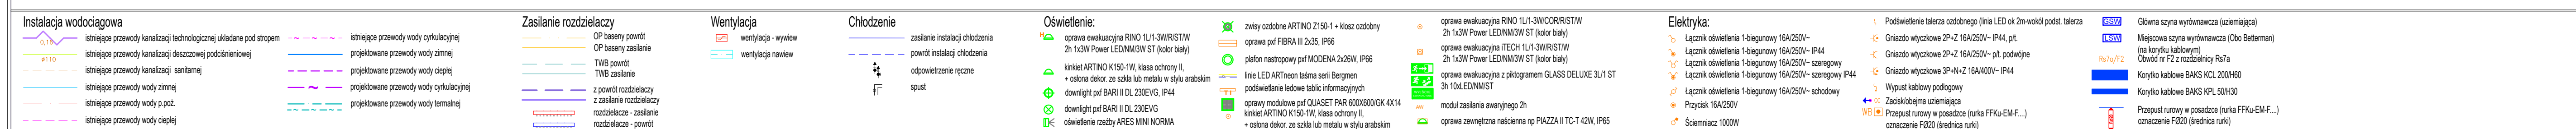 Instalacja wodociągowa
0,16
istniejące przewody kanalizacji technologicznej układane pod stropem
istniejące przewody kanalizacji deszczowej podciśnieniowej
ø110
istniejące przewody kanalizacji sanitarnej
istniejące przewody wody zimnej
istniejące przewody wody p.poż.
istniejące przewody wody ciepłej
istniejące przewody wody cyrkulacyjnej
projektowane przewody wody zimnej
projektowane przewody wody ciepłej
projektowane przewody wody cyrkulacyjnej
projektowane przewody wody termalnej
Zasilanie rozdzielaczy
OP baseny powrót
OP baseny zasilanie
TWB powrót
TWB zasilanie
z powrót rozdzielaczy
z zasilanie rozdzielaczy
rozdzielacze - zasilanie
rozdzielacze - powrót
Wentylacja
wentylacja - wywiew
wentylacja nawiew
Chłodzenie
zasilanie instalacji chłodzenia
powrót instalacji chłodzenia
odpowietrzenie ręczne
spust
Oświetlenie:
oprawa ewakuacyjna RINO 1L/1-3W/R/ST/W
2h 1x3W Power LED/NM/3W ST (kolor biały)
kinkiet ARTINO K150-1W, klasa ochrony II,
+ osłona dekor. ze szkła lub metalu w stylu arabskim
downlight pxf BARI II DL 230EVG, IP44
downlight pxf BARI II DL 230EVG
oświetlenie rzeźby ARES MINI NORMA
zwisy ozdobne ARTINO Z150-1 + klosz ozdobny
oprawa pxf FIBRA III 2x35, IP66
plafon nastropowy pxf MODENA 2x26W, IP66
linie LED ARTneon taśma serii Bergmen
podświetlanie ledowe tablic informacyjnych
oprawy modułowe pxf QUASET PAR 600X600/GK 4X14
kinkiet ARTINO K150-1W, klasa ochrony II,
+ osłona dekor. ze szkła lub metalu w stylu arabskim
oprawa ewakuacyjna RINO 1L/1-3W/COR/R/ST/W
2h 1x3W Power LED/NM/3W ST (kolor biały)
oprawa ewakuacyjna iTECH 1L/1-3W/R/ST/W
2h 1x3W Power LED/NM/3W ST (kolor biały)
oprawa ewakuacyjna z piktogramem GLASS DELUXE 3L/1 ST
3h 10xLED/NM/ST
moduł zasilania awaryjnego 2h
oprawa zewnętrzna naścienna np PIAZZA II TC-T 42W, IP65
Elektryka:
Łącznik oświetlenia 1-biegunowy 16A/250V~
Łącznik oświetlenia 1-biegunowy 16A/250V~ IP44
Łącznik oświetlenia 1-biegunowy 16A/250V~ szeregowy
Łącznik oświetlenia 1-biegunowy 16A/250V~ szeregowy IP44
Łącznik oświetlenia 1-biegunowy 16A/250V~ schodowy
Przycisk 16A/250V
Ściemniacz 1000W
Podświetlenie talerza ozdobnego (linia LED ok 2m-wokół podst. talerza
Gniazdo wtyczkowe 2P+Z 16A/250V~ IP44, p/t.
Gniazdo wtyczkowe 2P+Z 16A/250V~ p/t. podwójne
Gniazdo wtyczkowe 3P+N+Z 16A/400V~ IP44
Wypust kablowy podłogowy
Zacisk/obejma uziemiająca
WB
Przepust rurowy w posadzce (rurka FFKu-EM-F....)
oznaczenie FØ20 (średnica rurki)
GSW
Główna szyna wyrównawcza (uziemiająca)
LSW
Miejscowa szyna wyrównawcza (Obo Betterman)
(na korytku kablowym)
Rs7a/F2
Obwód nr F2 z rozdzielnicy Rs7a
Korytko kablowe BAKS KCL 200/H60
Korytko kablowe BAKS KPL 50/H30
Przepust rurowy w posadzce (rurka FFKu-EM-F....)
oznaczenie FØ20 (średnica rurki)